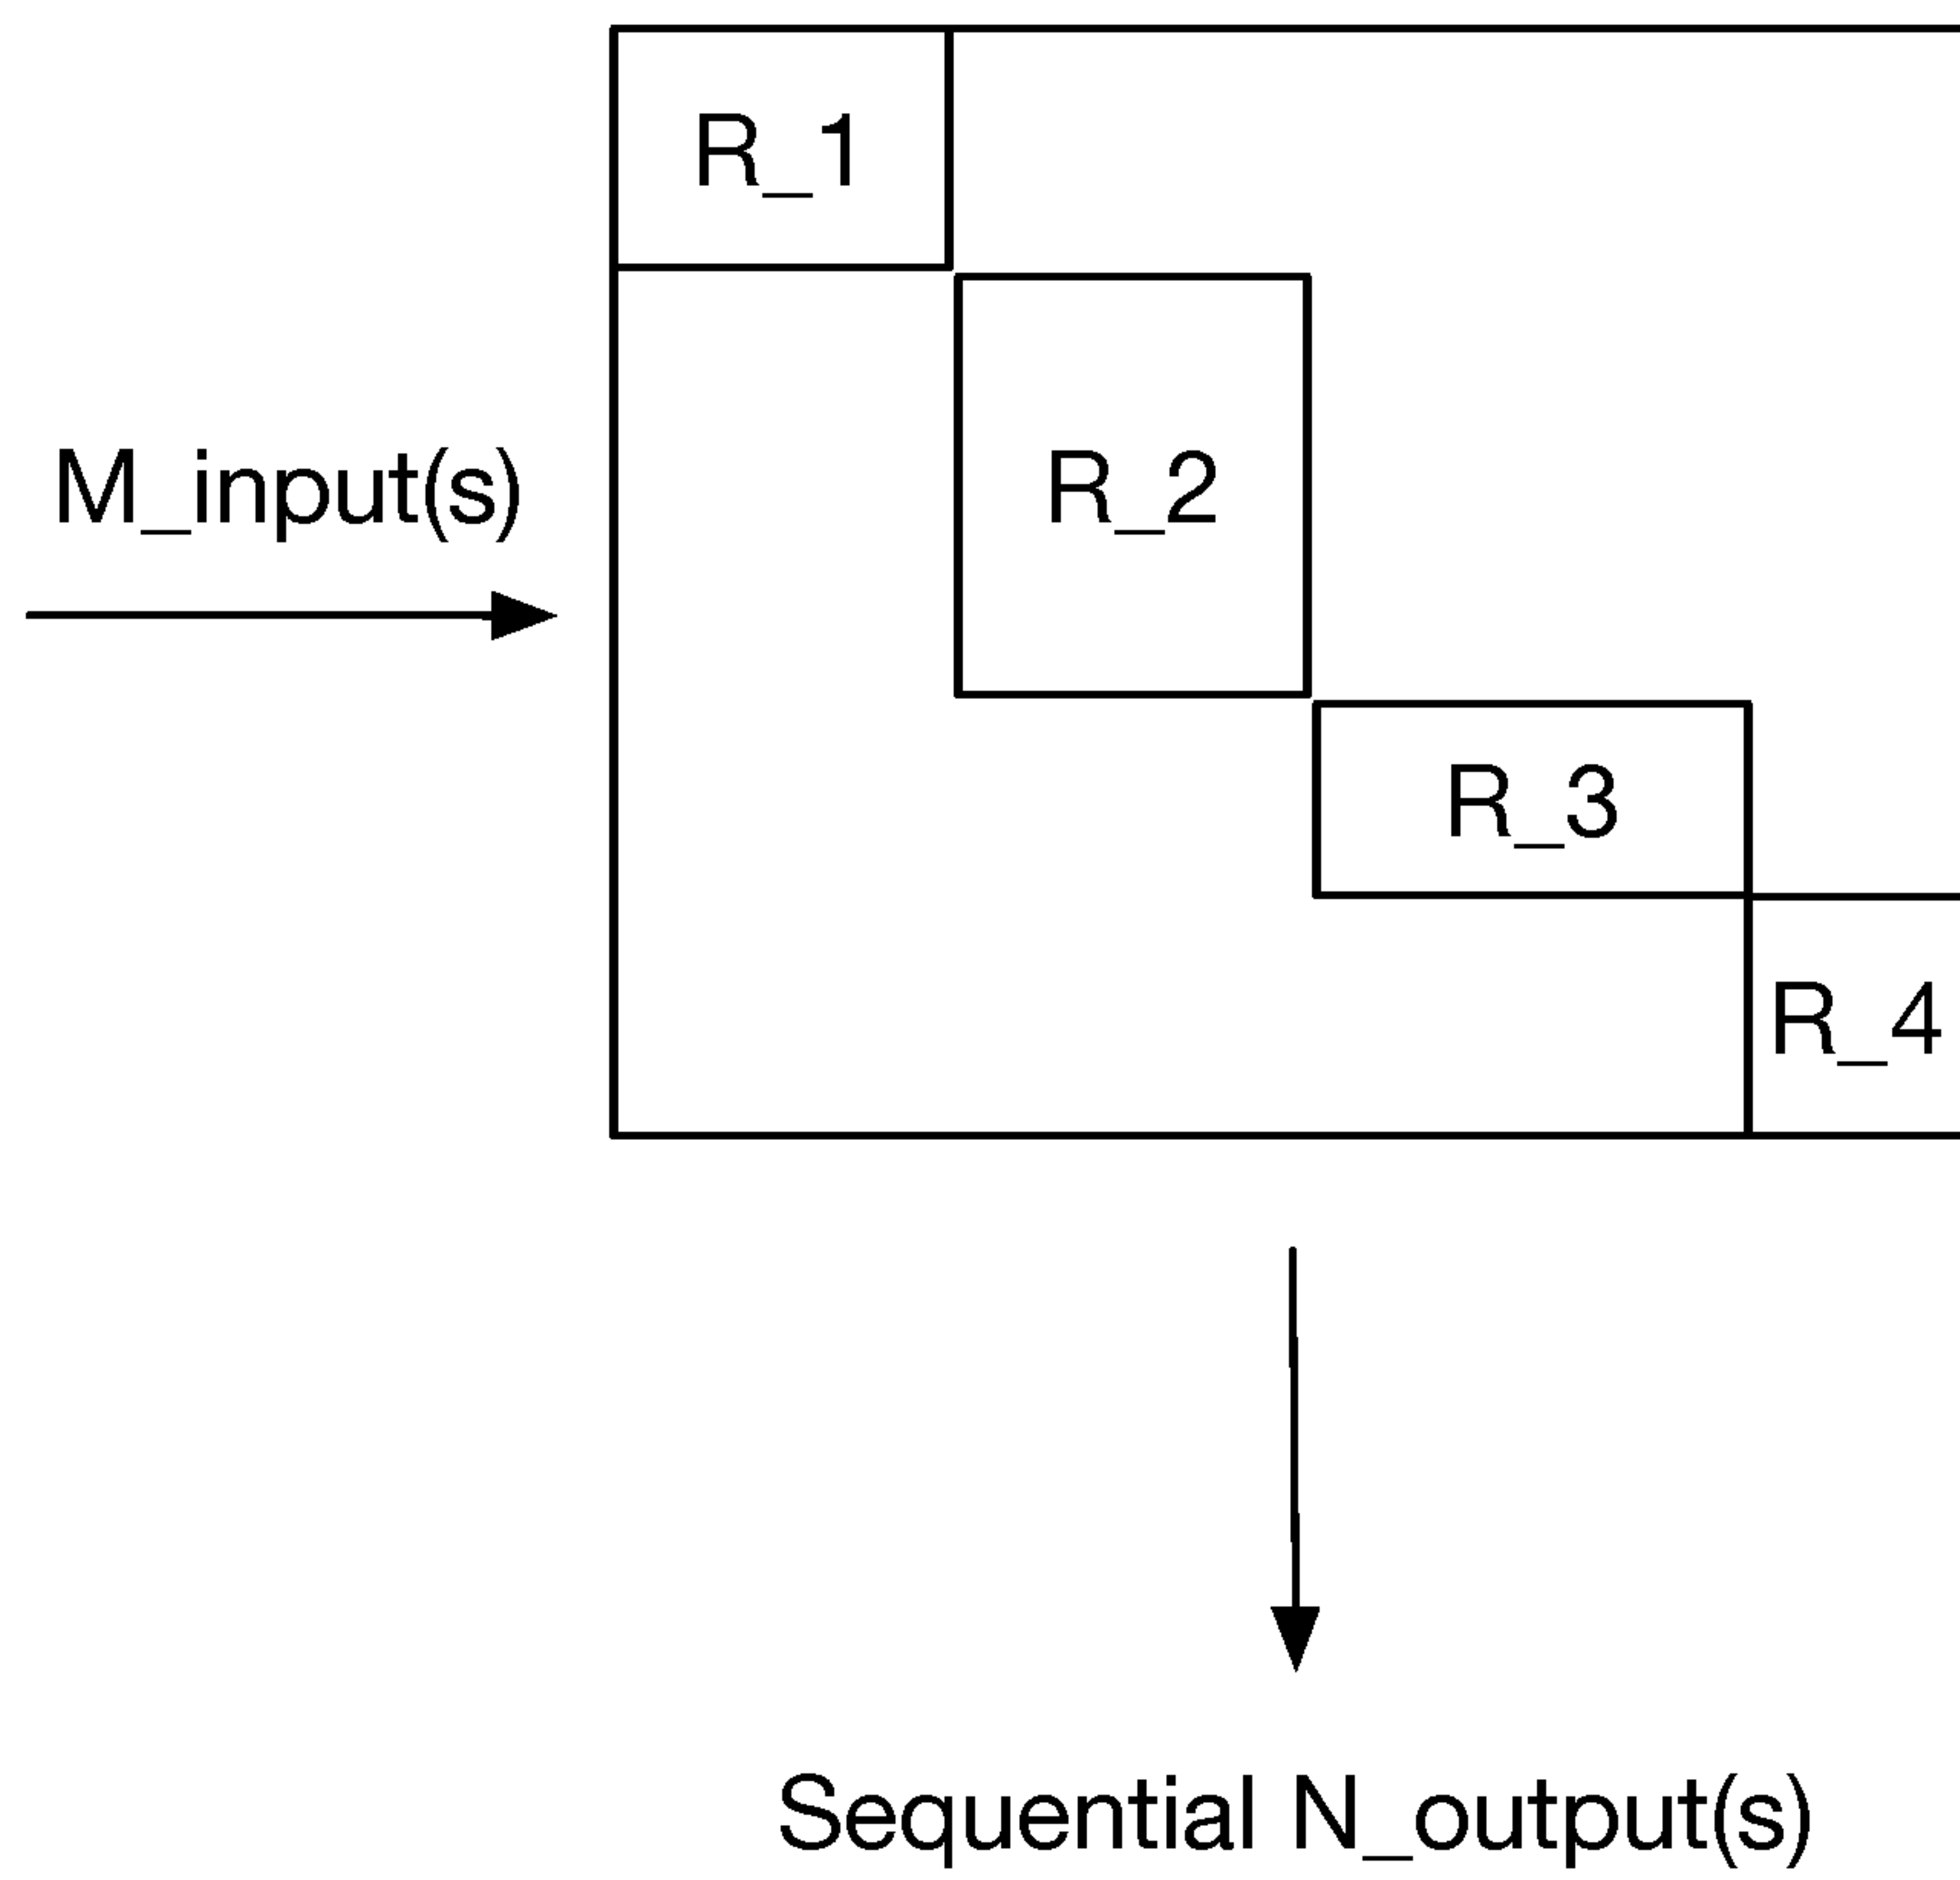 R_1
M_input(s)
R_2
R_3
R_4
Sequential N_output(s)